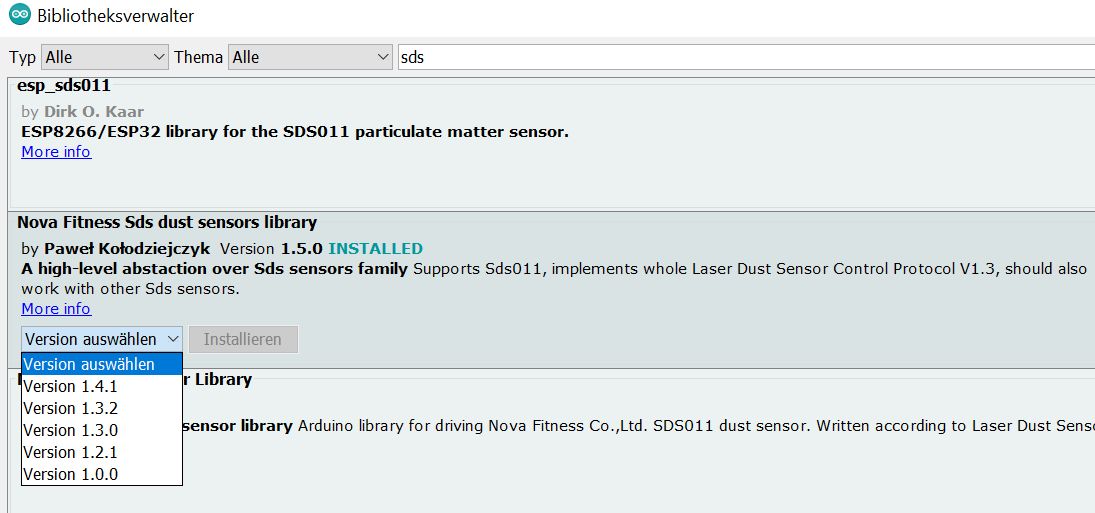 Bibliotheksverwalter
Typ Alle Thema Alle sds
esp_sds011
by Dirk O. Kaar
ESP8266/ESP32 library for the SDS011 particulate matter sensor.
More info
Nova Fitness Sds dust sensors library
by Paweł Kołodziejczyk Version 1.5.0 INSTALLED
A high-level abstaction over Sds sensors family Supports Sds011, implements whole Laser Dust Sensor Control Protocol V1.3, should also
work with other Sds sensors.
More info
Version auswählen Installieren
Version auswählen
r Library
Version 1.4.1
Version 1.3.2
sensor library Arduino library for driving Nova Fitness Co.,Ltd. SDS011 dust sensor. Written according to Laser Dust
Version 1.3.0
Version 1.2.1
Version 1.0.0